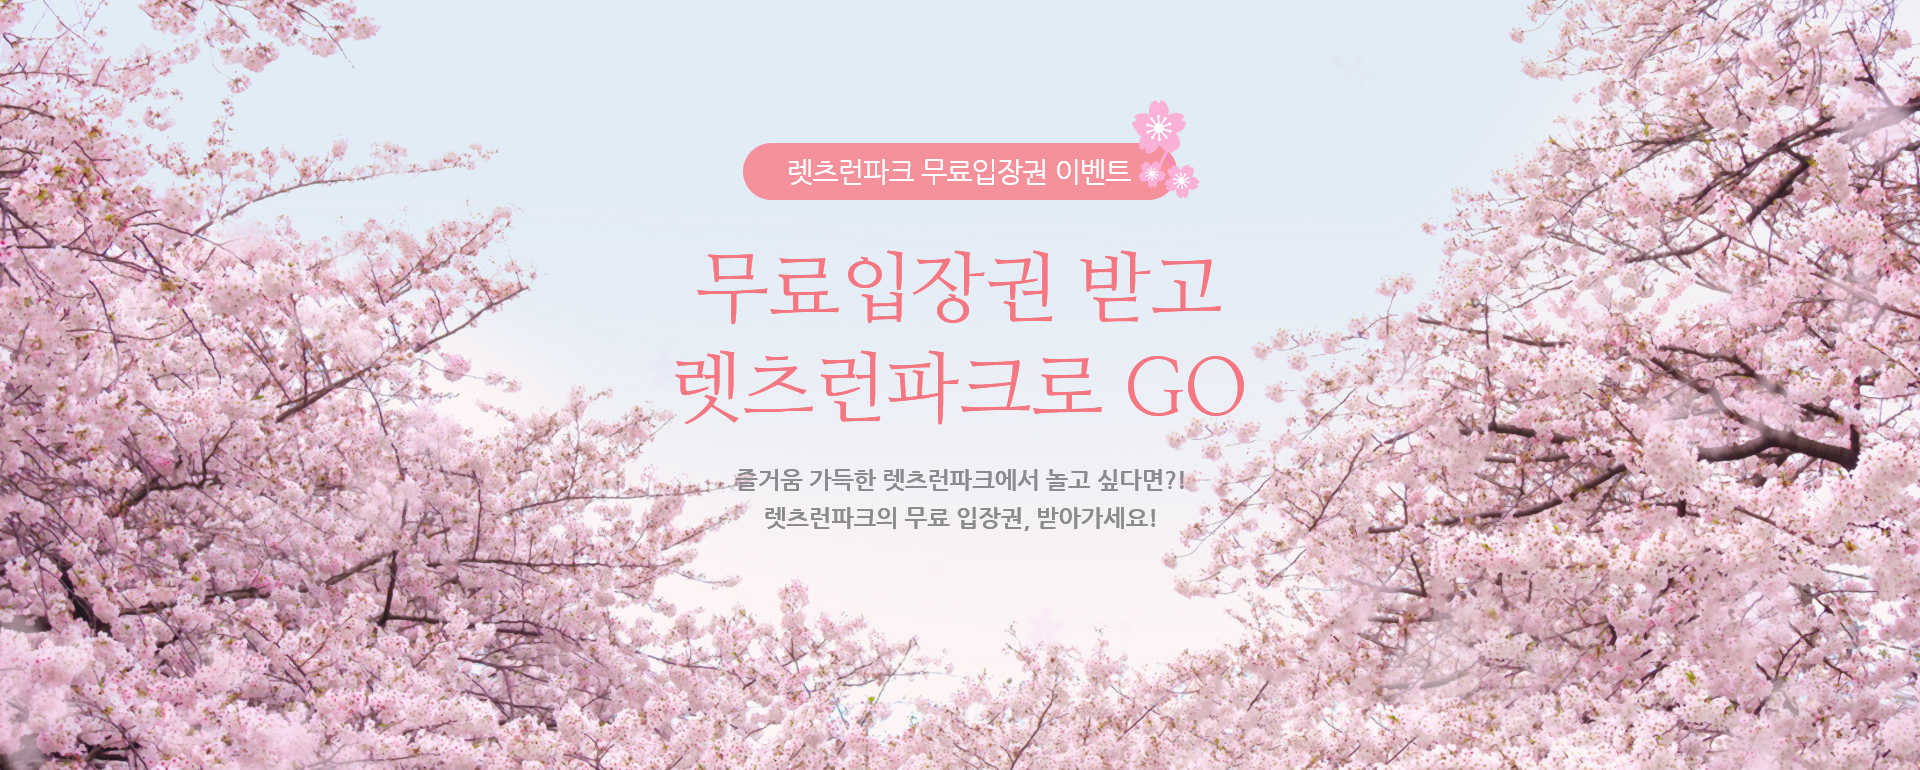 렛츠런파크 무료입장권 이벤트
무료입장권 받고
렛츠런파크로 GO
즐거움 가득한 렛츠런파크에서 놀고 싶다면?!
렛츠런파크의 무료 입장권, 받아가세요!